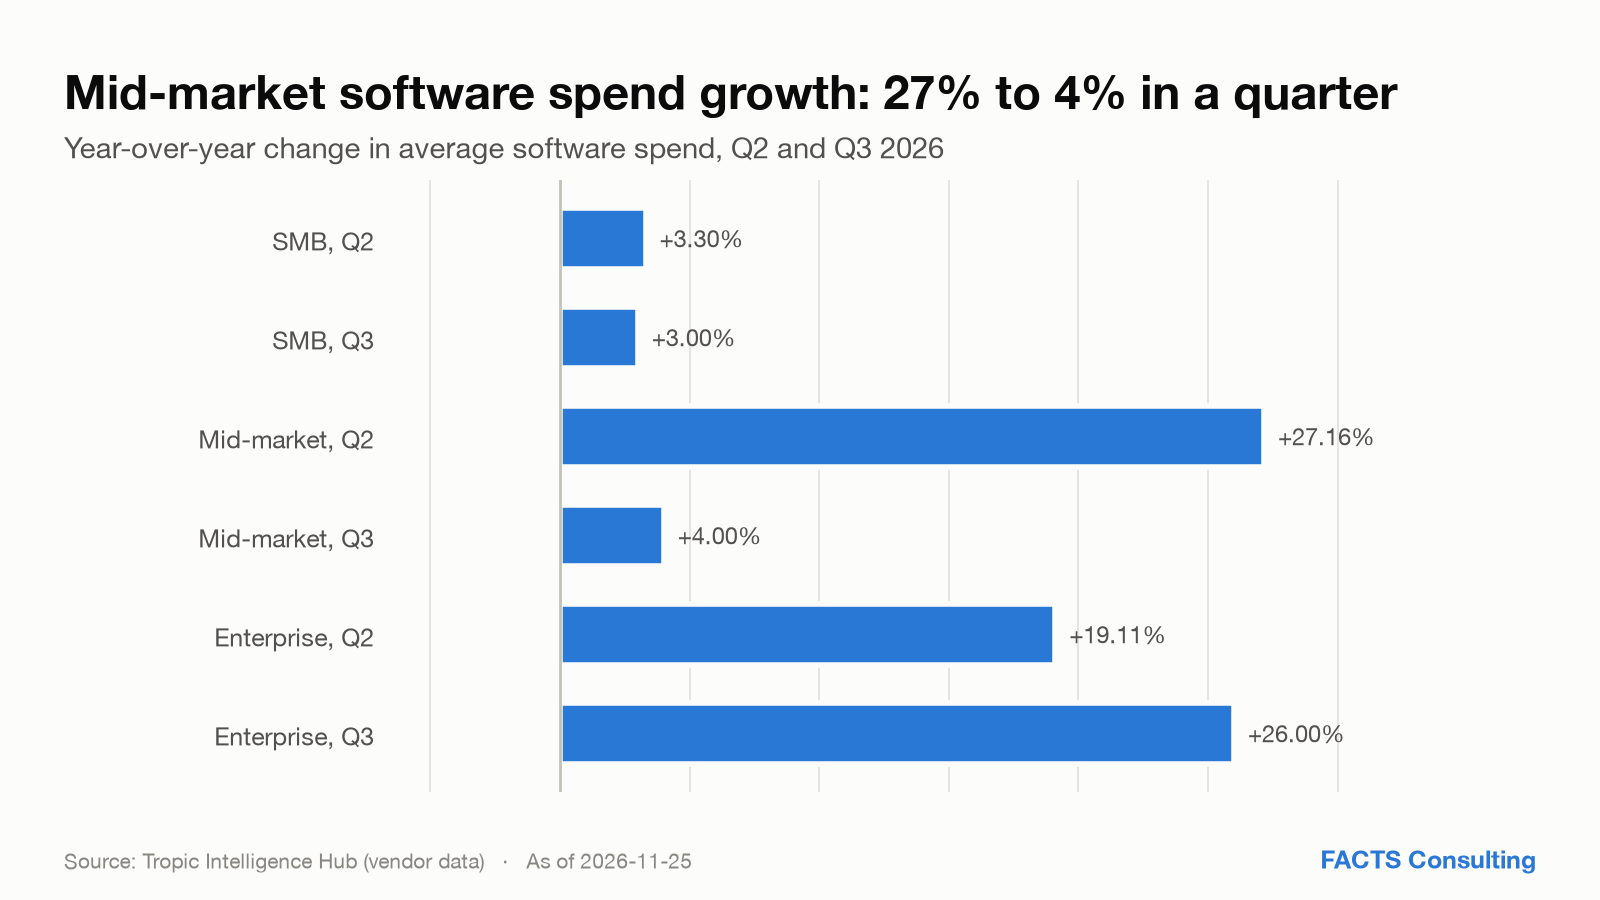 Mid-market software spend growth: 27% to 4% in a quarter
Year-over-year change in average software spend, Q2 and Q3 2026
SMB, Q2
+3.30%
SMB, Q3
+3.00%
Mid-market, Q2
+27.16%
Mid-market, Q3
+4.00%
Enterprise, Q2
+19.11%
Enterprise, Q3
+26.00%
Source: Tropic Intelligence Hub (vendor data) · As of 2026-11-25
FACTS Consulting